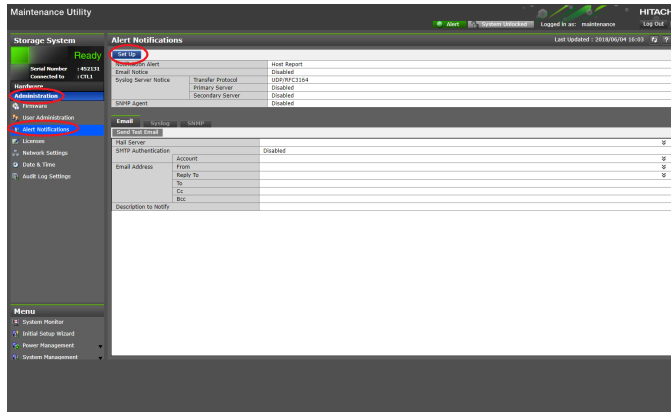 Maintenance Utility
HITACH
Alert
System Unlocked
Logged in as: maintenance
Log Out
Storage System
Ready
Serial Number : 452131
Connected to : CTL1
Hardware
Administration
Firmware
User Administration
Alert Notifications
Licenses
Network Settings
Date & Time
Audit Log Settings
Menu
System Monitor
Initial Setup Wizard
Power Management
System Management
Alert Notifications
Last Updated : 2018/06/04 16:03
Set Up
Notification Alert Host Report
Email Notice Disabled
Syslog Server Notice Transfer Protocol UDP/RFC3164
Primary Server Disabled
Secondary Server Disabled
SNMP Agent Disabled
Email Syslog SNMP
Send Test Email
Mail Server
SMTP Authentication Disabled
Account
Email Address From
Reply To
To
Cc
Bcc
Description to Notify